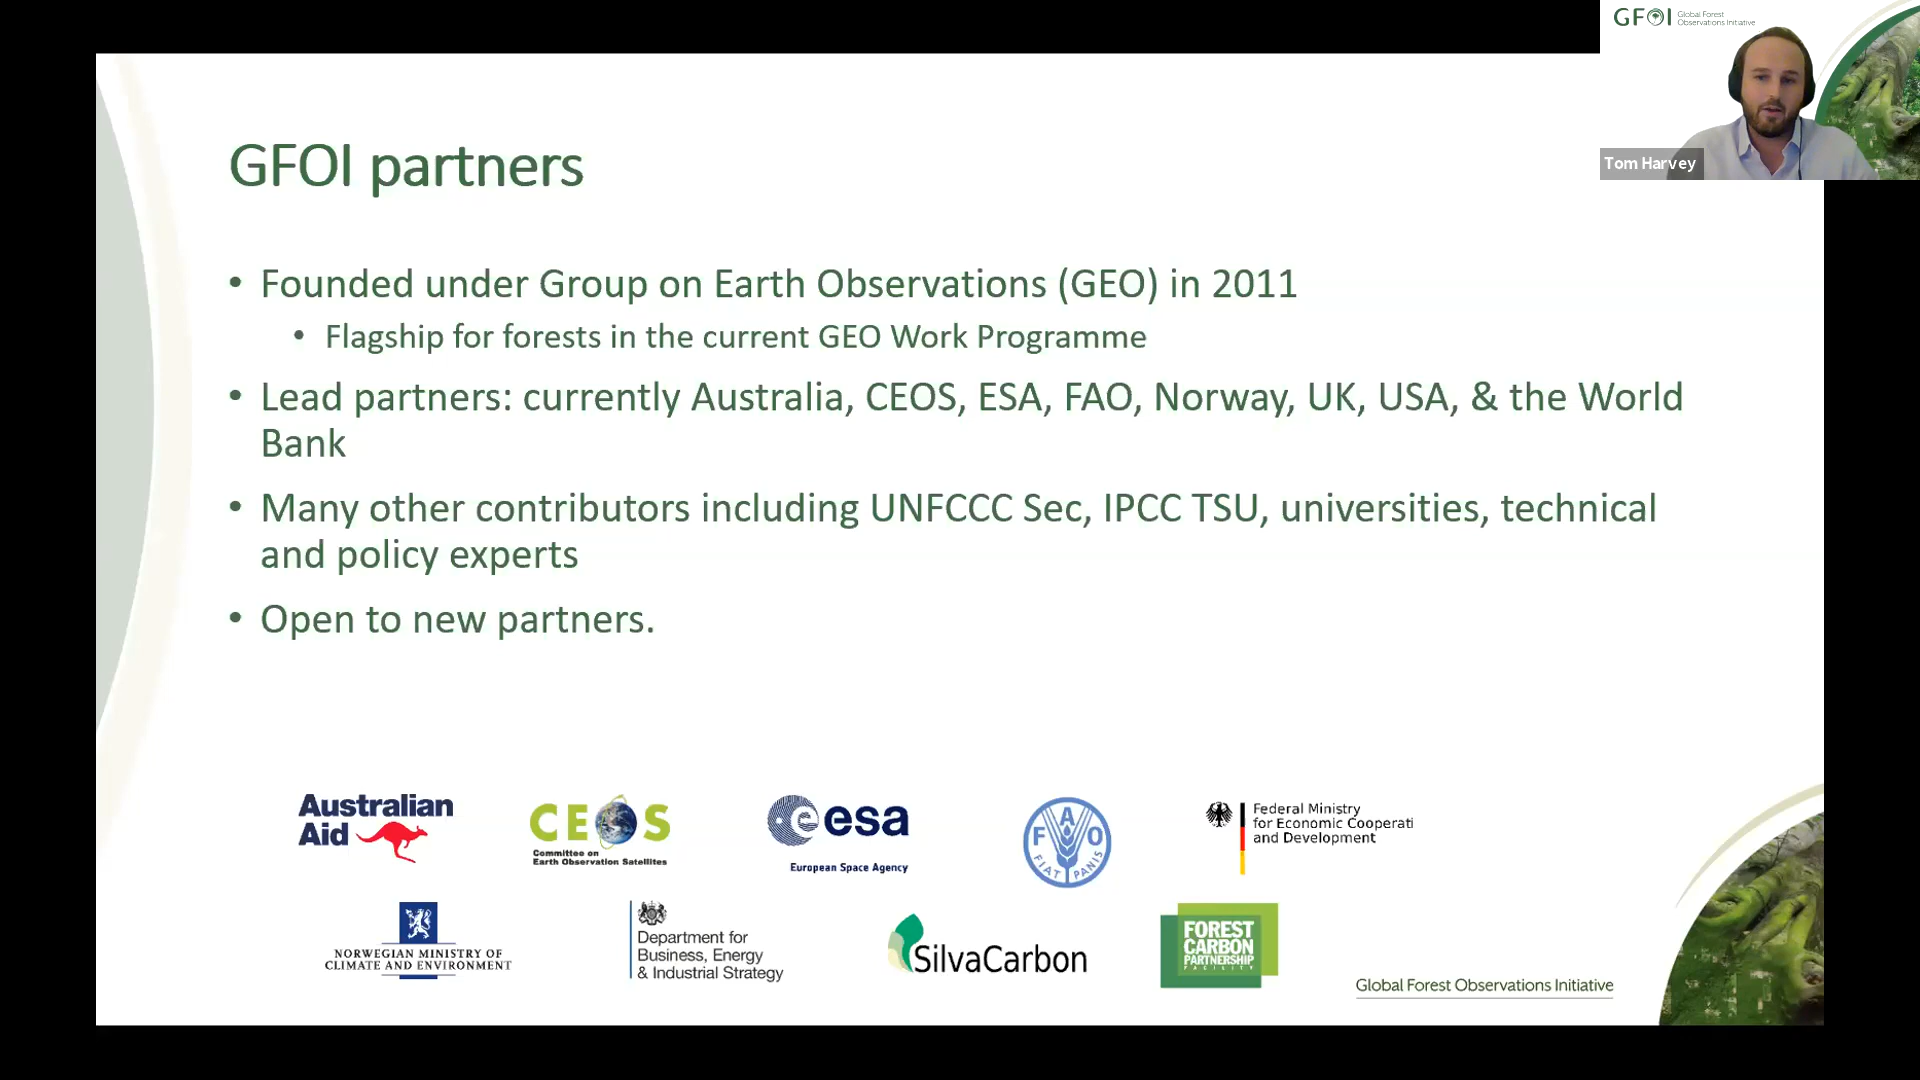 GFOI Global Forest
Observations Initiative
Tom Harvey
GFOI partners
• Founded under Group on Earth Observations (GEO) in 2011
• Flagship for forests in the current GEO Work Programme
• Lead partners: currently Australia, CEOS, ESA, FAO, Norway, UK, USA, & the World
Bank
• Many other contributors including UNFCCC Sec, IPCC TSU, universities, technical
and policy experts
• Open to new partners.
Australian
Aid
CEOS
Committee on
Earth Observation Satellites
esa
European Space Agency
FAO
FIAT PANIS
Federal Ministry
for Economic Cooperati
and Development
NORWEGIAN MINISTRY OF
CLIMATE AND ENVIRONMENT
Department for
Business, Energy
& Industrial Strategy
SilvaCarbon
FOREST
CARBON
PARTNERSHIP
FACILITY
Global Forest Observations Initiative